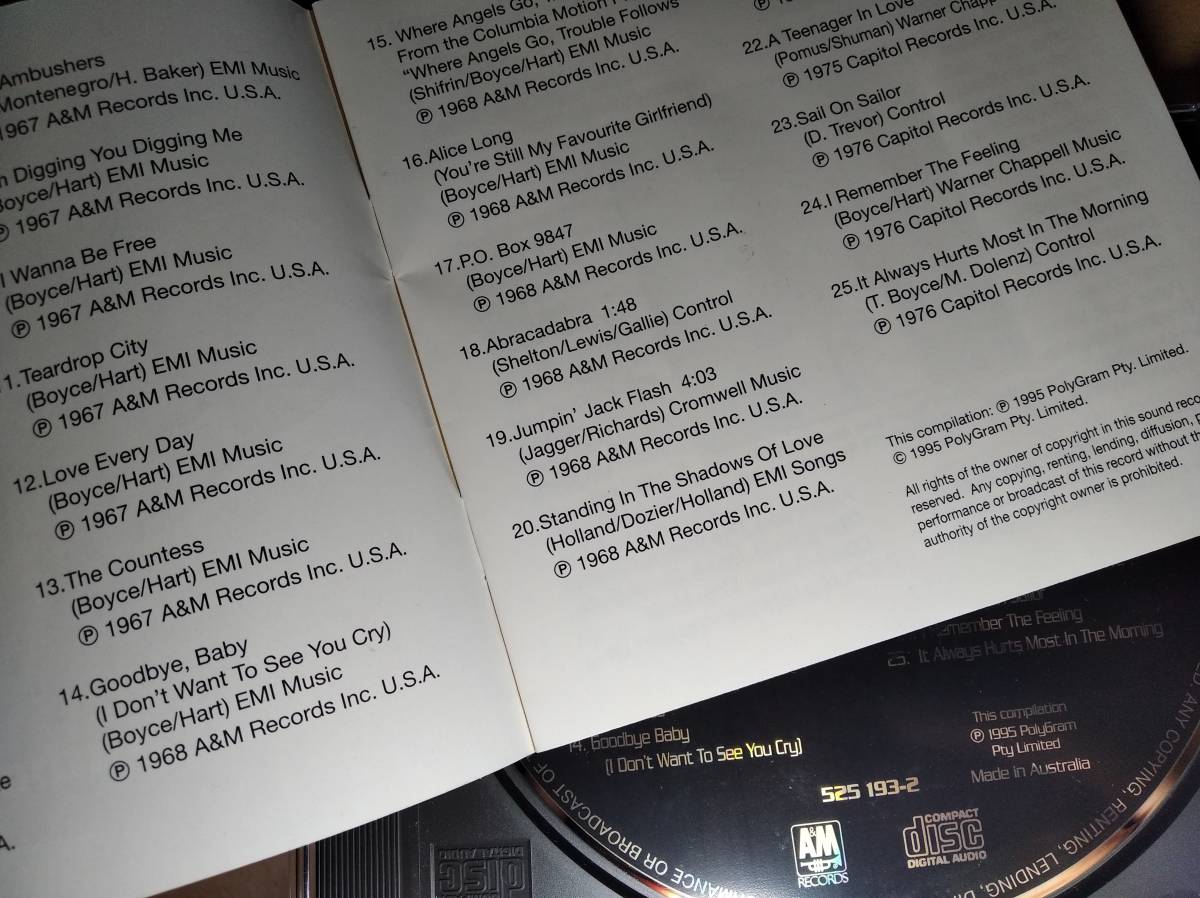 Ambushers
Montenegro/H. Baker) EMI Music
1967 A&M Records Inc. U.S.A.
Digging You Digging Me
Boyce/Hart) EMI Music
Ⓟ 1967 A&M Records Inc. U.S.A.
I Wanna Be Free
(Boyce/Hart) EMI Music
Ⓟ 1967 A&M Records Inc. U.S.A.
1.Teardrop City
(Boyce/Hart) EMI Music
Ⓟ 1967 A&M Records Inc. U.S.A.
12.Love Every Day
(Boyce/Hart) EMI Music
Ⓟ 1967 A&M Records Inc. U.S.A.
13.The Countess
(Boyce/Hart) EMI Music
Ⓟ 1967 A&M Records Inc. U.S.A.
14.Goodbye, Baby
(I Don't Want To See You Cry)
(Boyce/Hart) EMI Music
Ⓟ 1968 A&M Records Inc. U.S.A.
15. Where Angels Go,
From the Columbia Motion
“Where Angels Go, Trouble Follows
(Shifrin/Boyce/Hart) EMI Music
Ⓟ 1968 A&M Records Inc. U.S.A.
16.Alice Long
(You're Still My Favourite Girlfriend)
(Boyce/Hart) EMI Music
Ⓟ 1968 A&M Records Inc. U.S.A.
17.P.O. Box 9847
(Boyce/Hart) EMI Music
Ⓟ 1968 A&M Records Inc. U.S.A.
18.Abracadabra 1:48
(Shelton/Lewis/Gallie) Control
Ⓟ 1968 A&M Records Inc. U.S.A.
19.Jumpin' Jack Flash 4:03
(Jagger/Richards) Cromwell Music
Ⓟ 1968 A&M Records Inc. U.S.A.
20.Standing In The Shadows Of Love
(Holland/Dozier/Holland) EMI Songs
Ⓟ 1968 A&M Records Inc. U.S.A.
22.A Teenager In Love
(Pomus/Shuman) Warner Chappell
Ⓟ 1975 Capitol Records Inc. U.S.A.
23.Sail On Sailor
(D. Trevor) Control
Ⓟ 1976 Capitol Records Inc. U.S.A.
24.I Remember The Feeling
(Boyce/Hart) Warner Chappell Music
Ⓟ 1976 Capitol Records Inc. U.S.A.
25.It Always Hurts Most In The Morning
(T. Boyce/M. Dolenz) Control
Ⓟ 1976 Capitol Records Inc. U.S.A.
This compilation: Ⓟ 1995 PolyGram Pty. Limited.
© 1995 PolyGram Pty. Limited.
All rights of the owner of copyright in this sound
reserved. Any copying, renting, lending, diffusion,
performance or broadcast of this record without
authority of the copyright owner is prohibited.
emember The Feeling
25. It Always Hurts Most In The Morning
14. Goodbye Baby
(I Don't Want To See You Cry)
This compilation
Ⓟ 1995 PolyGram
Pty Limited
Made in Australia
525 193-2
A&M
RECORDS
COMPACT
disc
DIGITAL AUDIO
MANCE OR BROADCAST OF
ANY COPYING, RENTING, LENDING,
disc
DIGITAL AUDIO